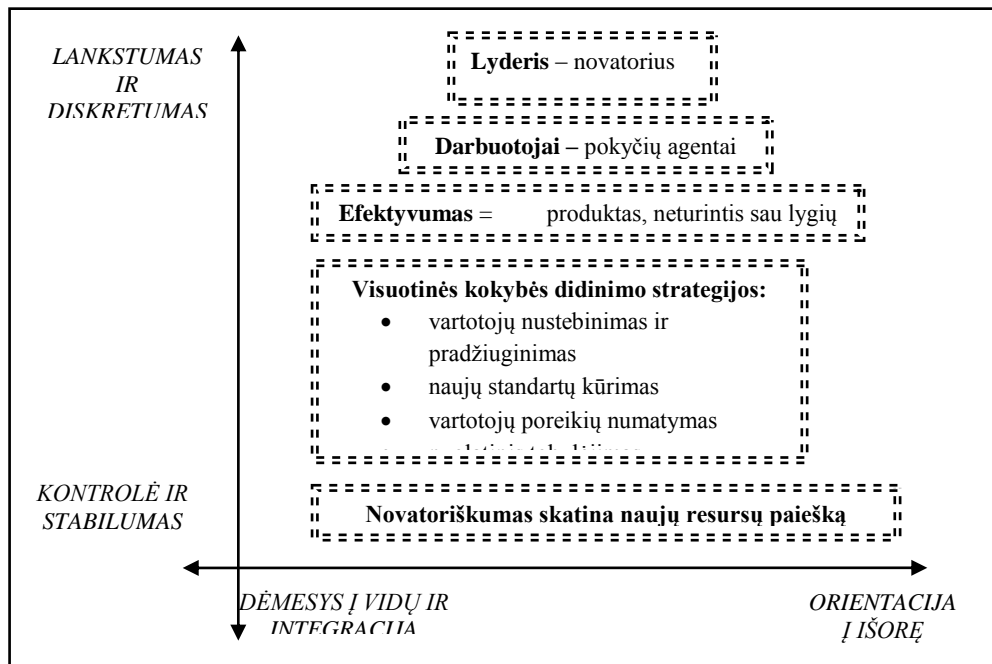 LANKSTUMAS
IR
DISKRETUMAS
Lyderis – novatorius
Darbuotojai – pokyčių agentai
Efektyvumas = produktas, neturintis sau lygių
Visuotinės kokybės didinimo strategijos:
• vartotojų nustebinimas ir
pradžiuginimas
• naujų standartų kūrimas
• vartotojų poreikių numatymas
KONTROLĖ IR
STABILUMAS
Novatoriškumas skatina naujų resursų paiešką
DĖMESYS Į VIDŲ IR
INTEGRACIJA
ORIENTACIJA
Į IŠORĘ